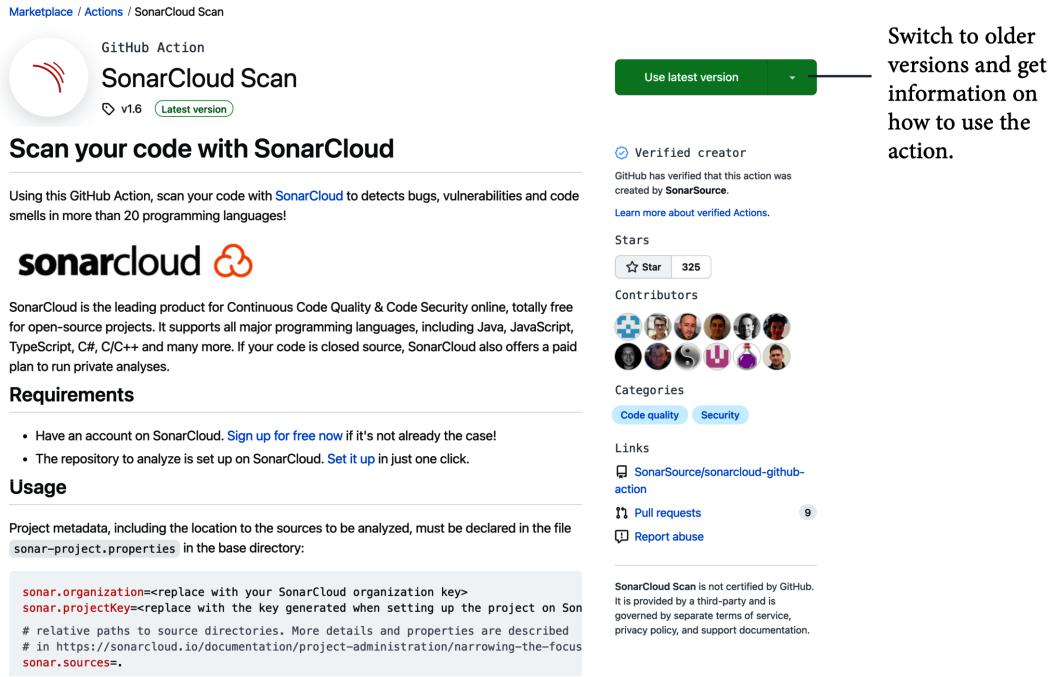 Marketplace / Actions / SonarCloud Scan
GitHub Action
SonarCloud Scan
v1.6 Latest version
Scan your code with SonarCloud
Using this GitHub Action, scan your code with SonarCloud to detects bugs, vulnerabilities and code
smells in more than 20 programming languages!
sonarcloud
SonarCloud is the leading product for Continuous Code Quality & Code Security online, totally free
for open-source projects. It supports all major programming languages, including Java, JavaScript,
TypeScript, C#, C/C++ and many more. If your code is closed source, SonarCloud also offers a paid
plan to run private analyses.
Requirements
• Have an account on SonarCloud. Sign up for free now if it's not already the case!
• The repository to analyze is set up on SonarCloud. Set it up in just one click.
Usage
Project metadata, including the location to the sources to be analyzed, must be declared in the file
sonar-project.properties in the base directory:
sonar.organization=<replace with your SonarCloud organization key>
sonar.projectKey=<replace with the key generated when setting up the project on Son
# relative paths to source directories. More details and properties are described
# in https://sonarcloud.io/documentation/project-administration/narrowing-the-focus
sonar.sources=.
Use latest version
Verified creator
GitHub has verified that this action was
created by SonarSource.
Learn more about verified Actions.
Stars
Star 325
Contributors
Categories
Code quality Security
Links
SonarSource/sonarcloud-github-
action
Pull requests 9
Report abuse
SonarCloud Scan is not certified by GitHub.
It is provided by a third-party and is
governed by separate terms of service,
privacy policy, and support documentation.
Switch to older
versions and get
information on
how to use the
action.